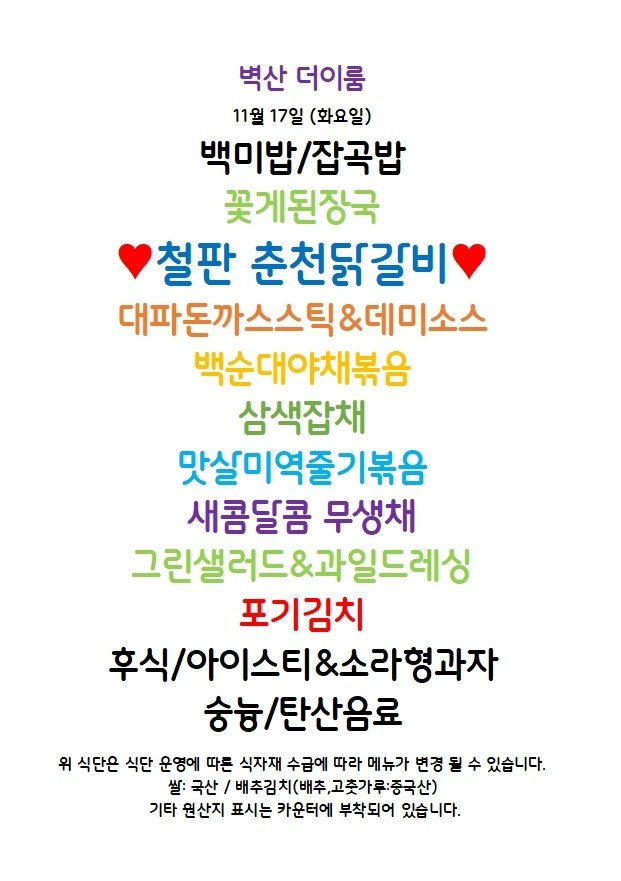 벽산 더이룸
11월 17일 (화요일)
백미밥/잡곡밥
꽃게된장국
♥철판 춘천닭갈비♥
대파돈까스스틱&데미소스
백순대야채볶음
삼색잡채
맛살미역줄기볶음
새콤달콤 무생채
그린샐러드&과일드레싱
포기김치
후식/아이스티&소라형과자
숭늉/탄산음료
위 식단은 식단 운영에 따른 식자재 수급에 따라 메뉴가 변경 될 수 있습니다.
쌀: 국산 / 배추김치(배추,고춧가루:중국산)
기타 원산지 표시는 카운터에 부착되어 있습니다.